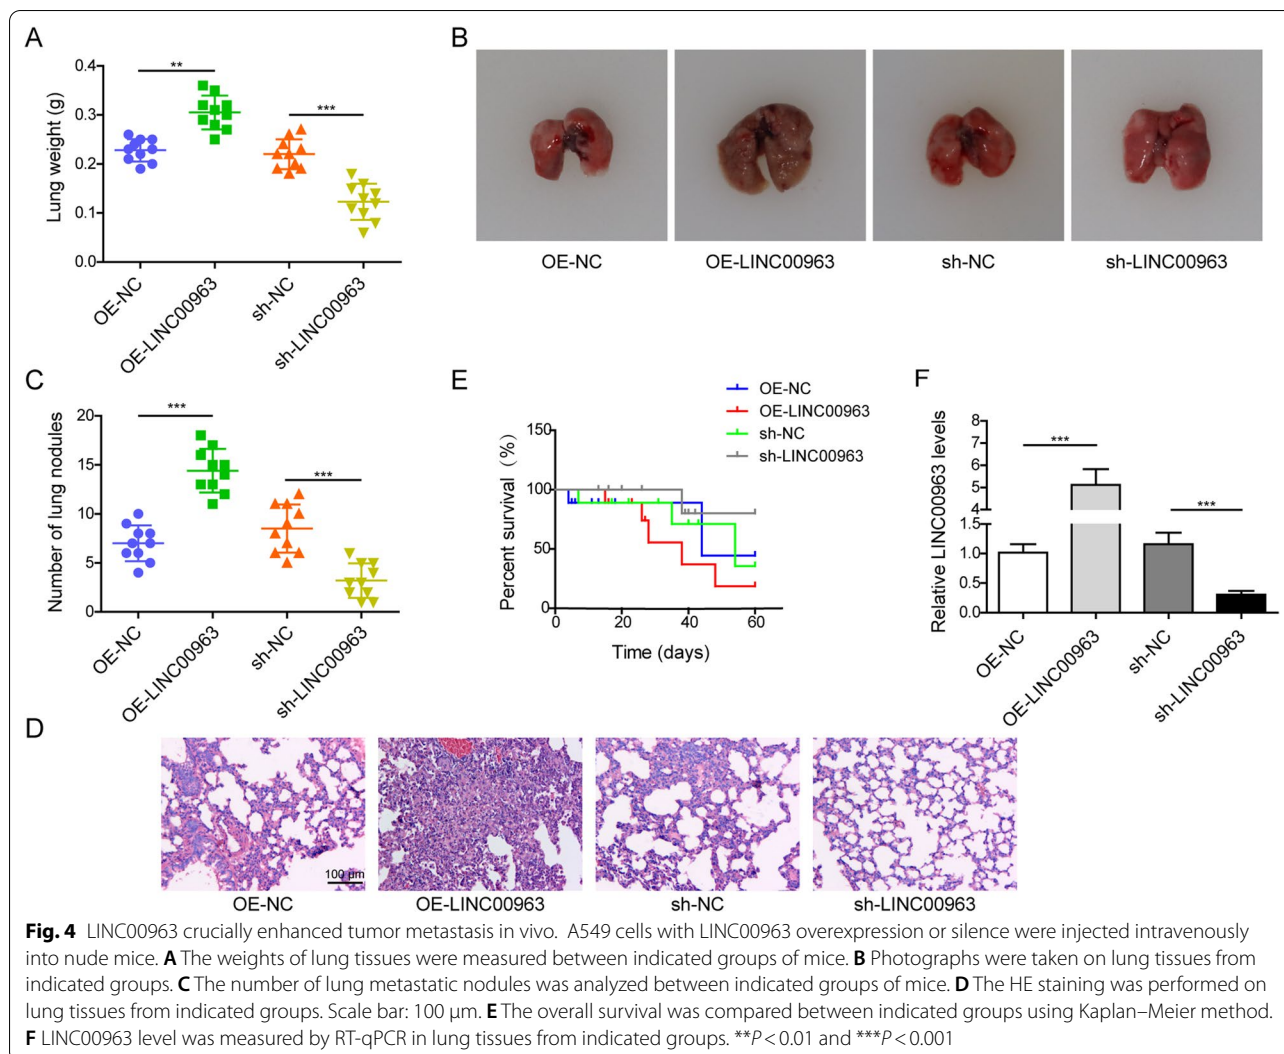 A
Lung weight (g)
0.4
0.3
0.2
0.1
0.0
**
***
OE-NC
OE-LINC00963
sh-NC
sh-LINC00963
B
OE-NC
OE-LINC00963
sh-NC
sh-LINC00963
C
Number of lung nodules
20
15
10
5
0
***
***
OE-NC
OE-LINC00963
sh-NC
sh-LINC00963
E
OE-NC
OE-LINC00963
sh-NC
sh-LINC00963
Percent survival (%)
150
100
50
0
0
20
40
60
Time (days)
F
Relative LINC00963 levels
8
7
6
5
4
1.5
1.0
0.5
0.0
***
***
OE-NC
OE-LINC00963
sh-NC
sh-LINC00963
D
100 μm
OE-NC
OE-LINC00963
sh-NC
sh-LINC00963
Fig. 4 LINC00963 crucially enhanced tumor metastasis in vivo. A549 cells with LINC00963 overexpression or silence were injected intravenously
into nude mice. A The weights of lung tissues were measured between indicated groups of mice. B Photographs were taken on lung tissues from
indicated groups. C The number of lung metastatic nodules was analyzed between indicated groups of mice. D The HE staining was performed on
lung tissues from indicated groups. Scale bar: 100 μm. E The overall survival was compared between indicated groups using Kaplan–Meier method.
F LINC00963 level was measured by RT-qPCR in lung tissues from indicated groups. **P < 0.01 and ***P < 0.001